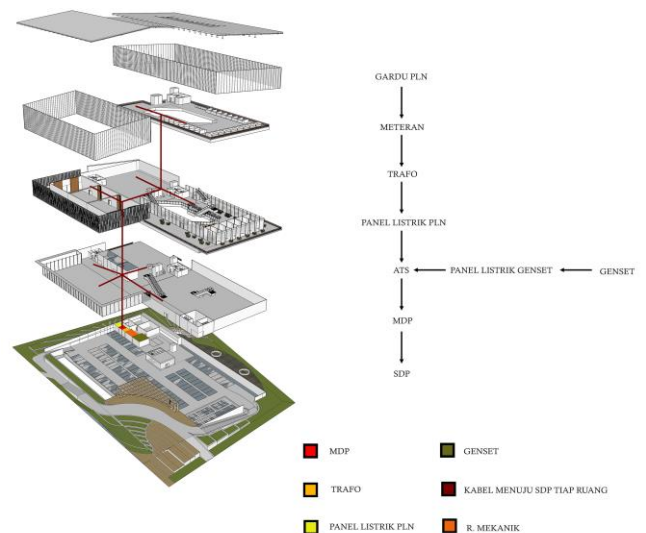 GARDU PLN
METERAN
TRAFO
PANEL LISTRIK PLN
ATS
PANEL LISTRIK GENSET
GENSET
MDP
SDP
MDP
GENSET
TRAFO
KABEL MENUJU SDP TIAP RUANG
PANEL LISTRIK PLN
R. MEKANIK